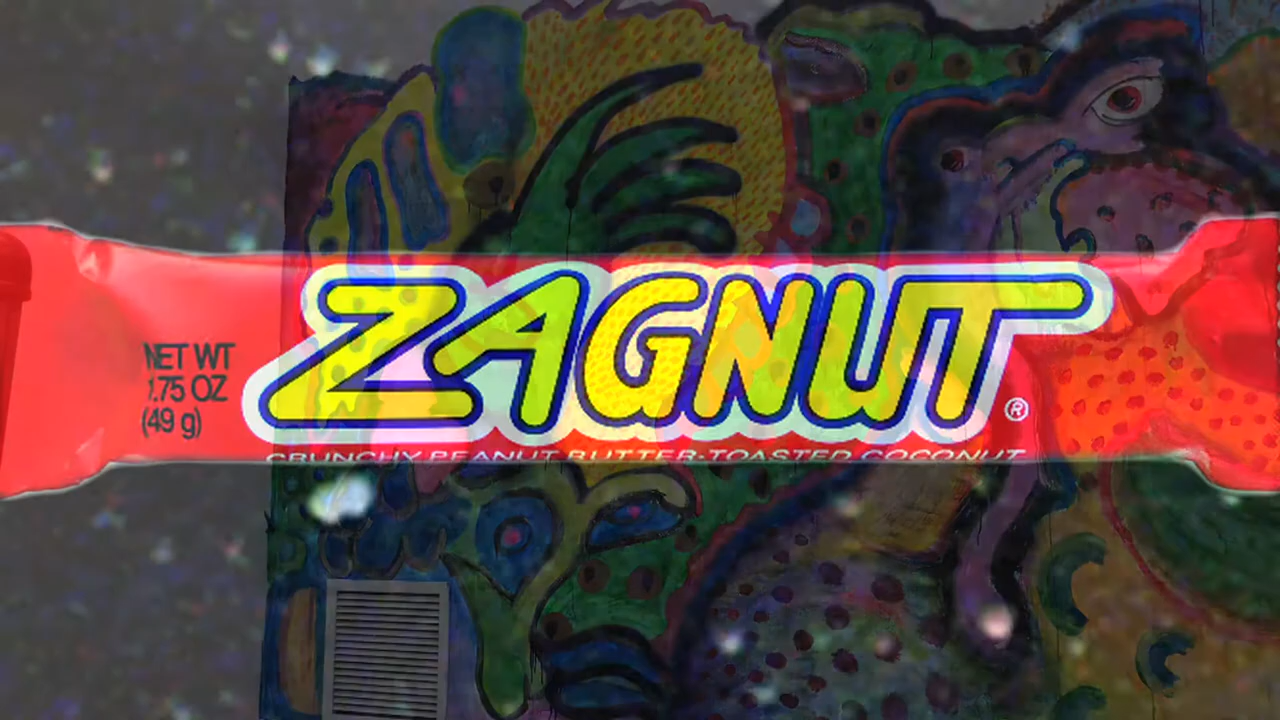 NET WT
1.75 OZ
(49 g)
ZAGNUT®
CRUNCHY PEANUT BUTTER·TOASTED COCONUT